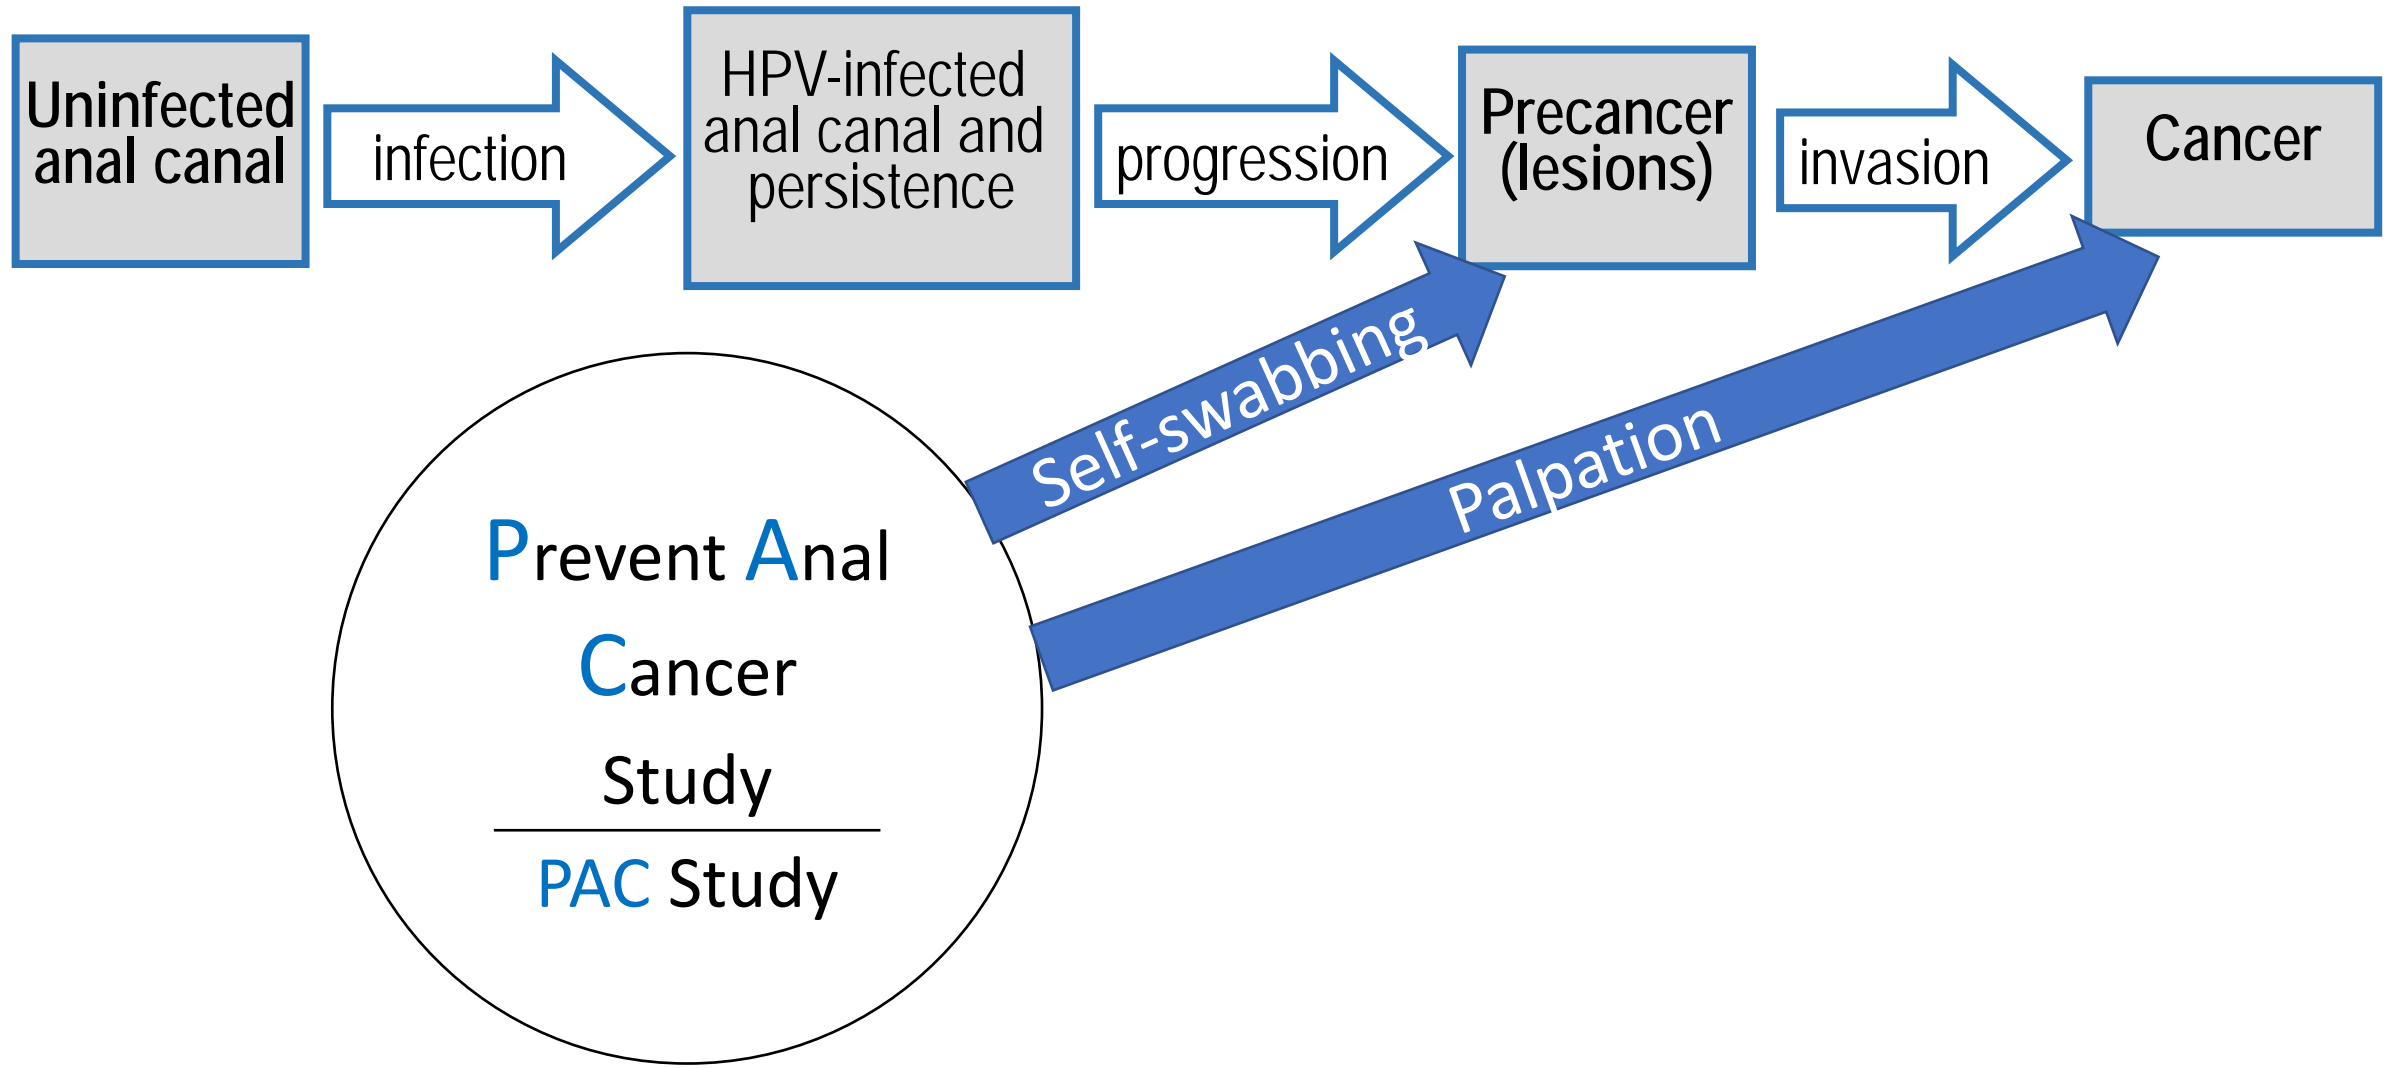 Uninfected
anal canal
infection
HPV-infected
anal canal and
persistence
progression
Precancer
(lesions)
invasion
Cancer
Self-swabbing
Palpation
Prevent Anal
Cancer
Study
PAC Study